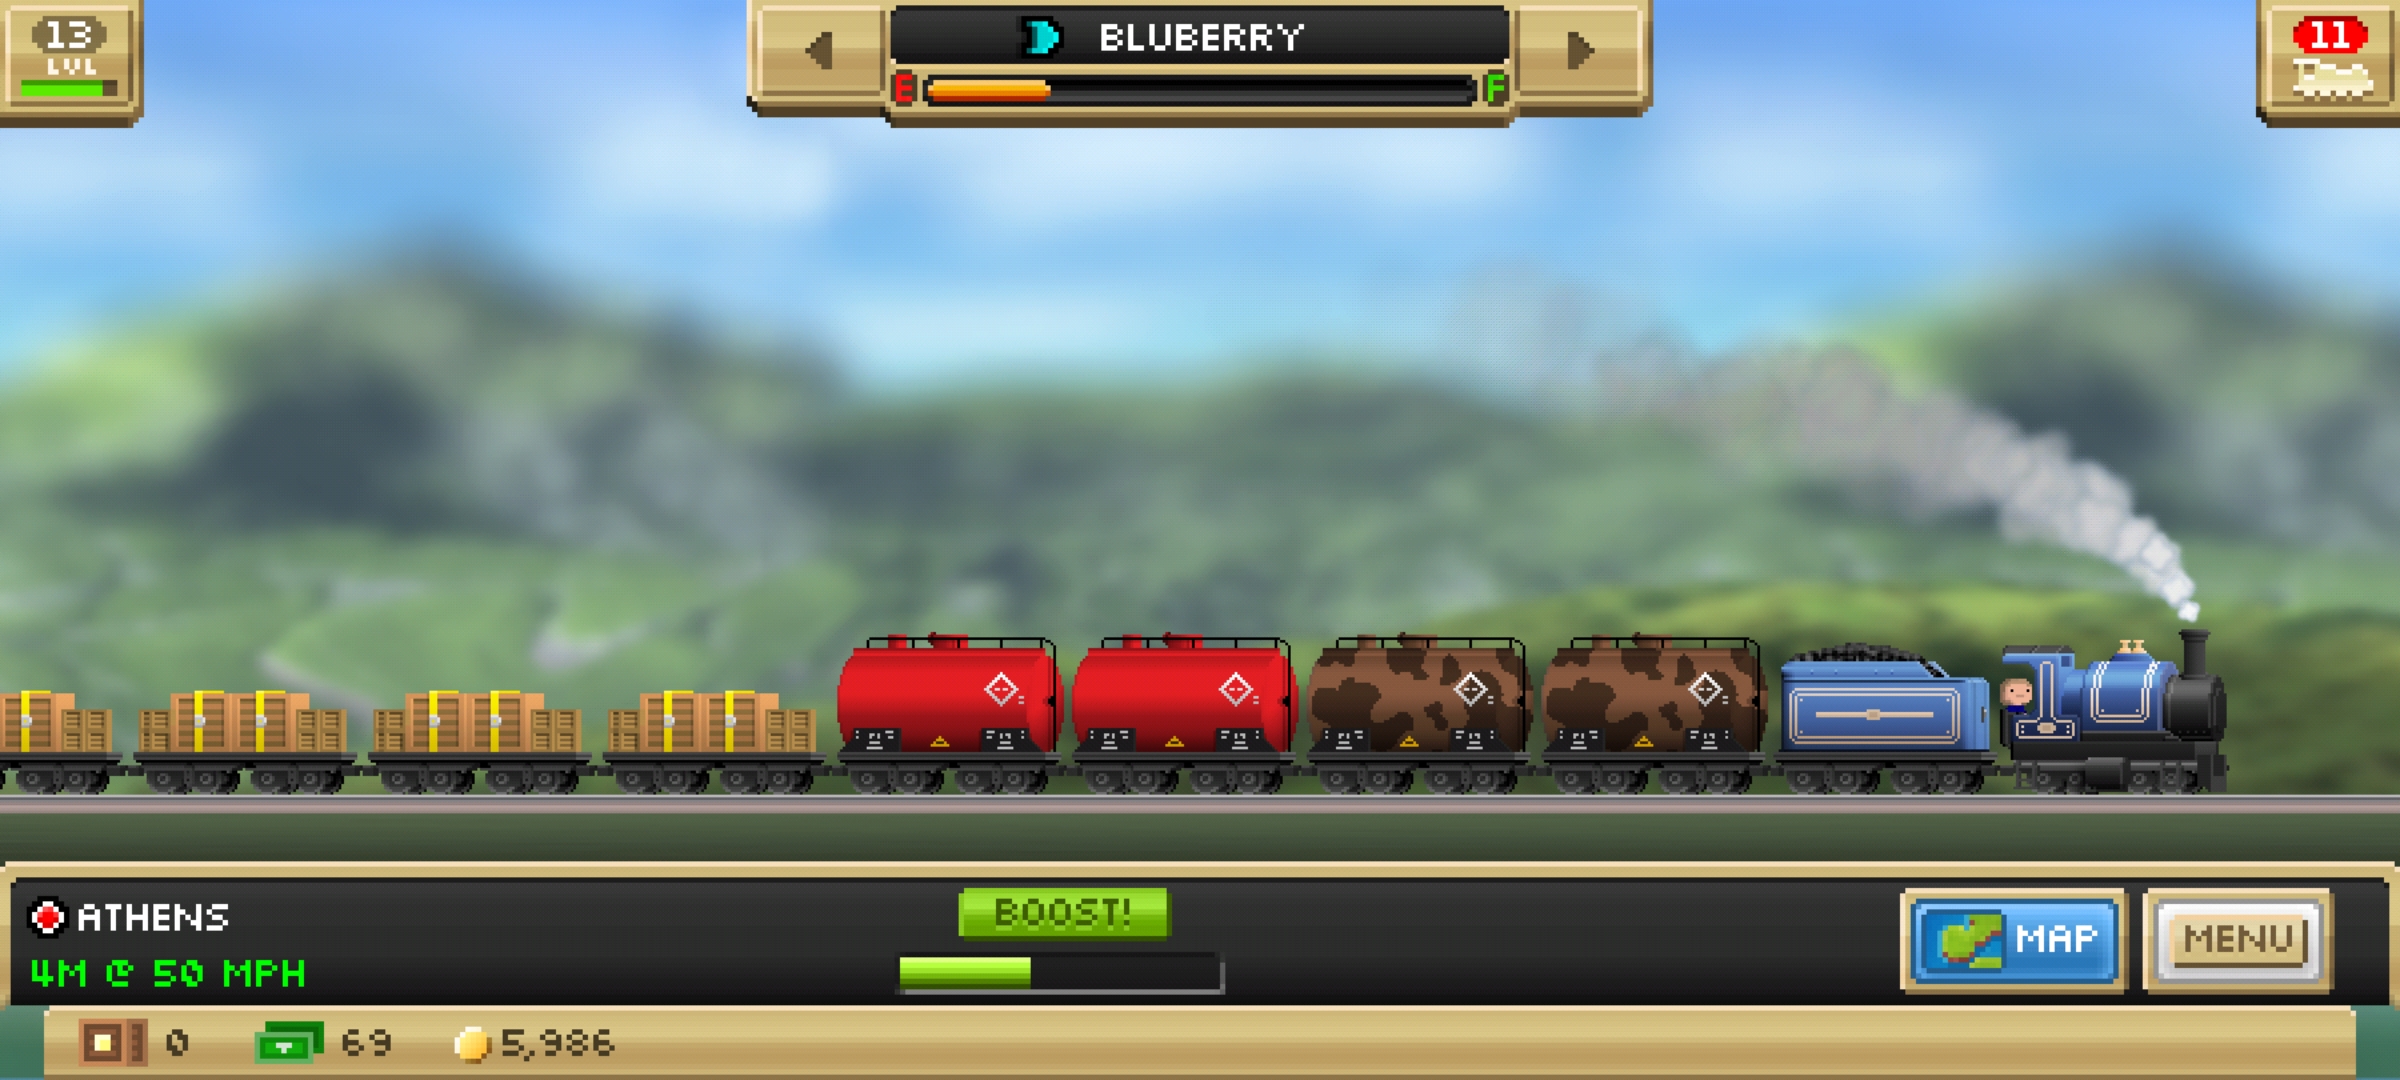 13
LVL
BLUBERRY
E
F
11
ATHENS
4M @ 50 MPH
BOOST!
MAP
MENU
0
69
5,986